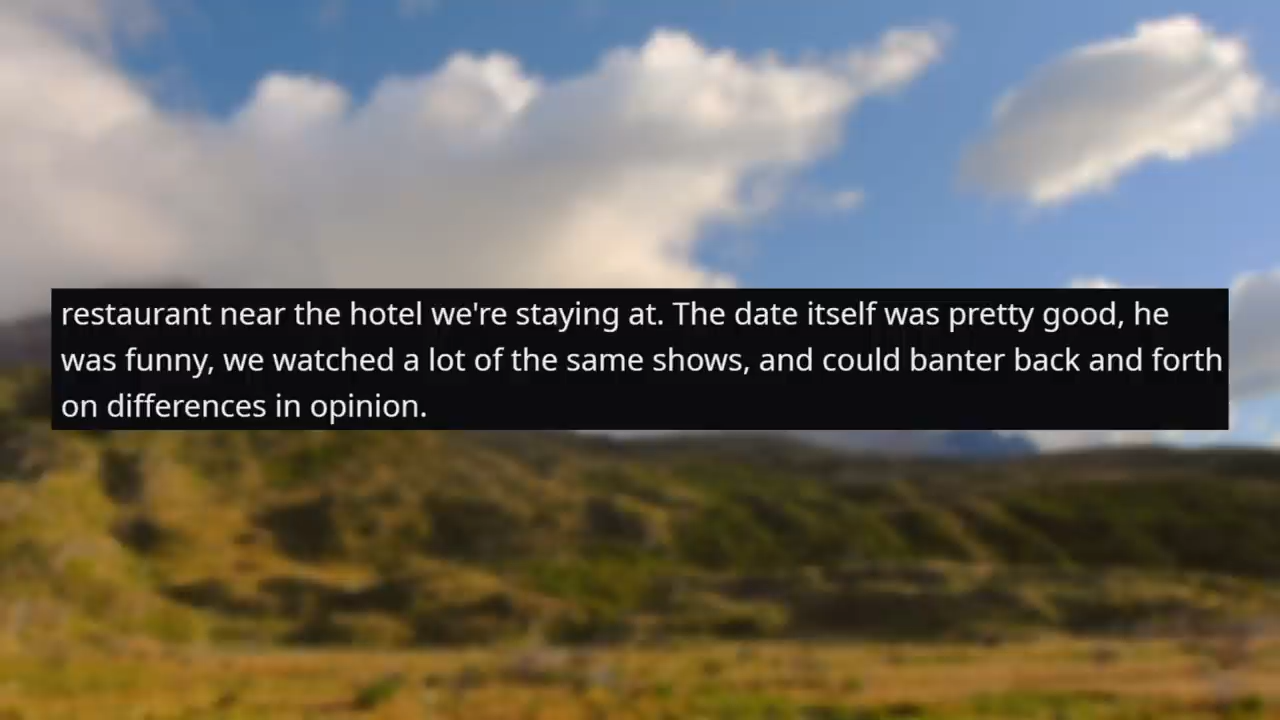 restaurant near the hotel we're staying at. The date itself was pretty good, he
was funny, we watched a lot of the same shows, and could banter back and forth
on differences in opinion.